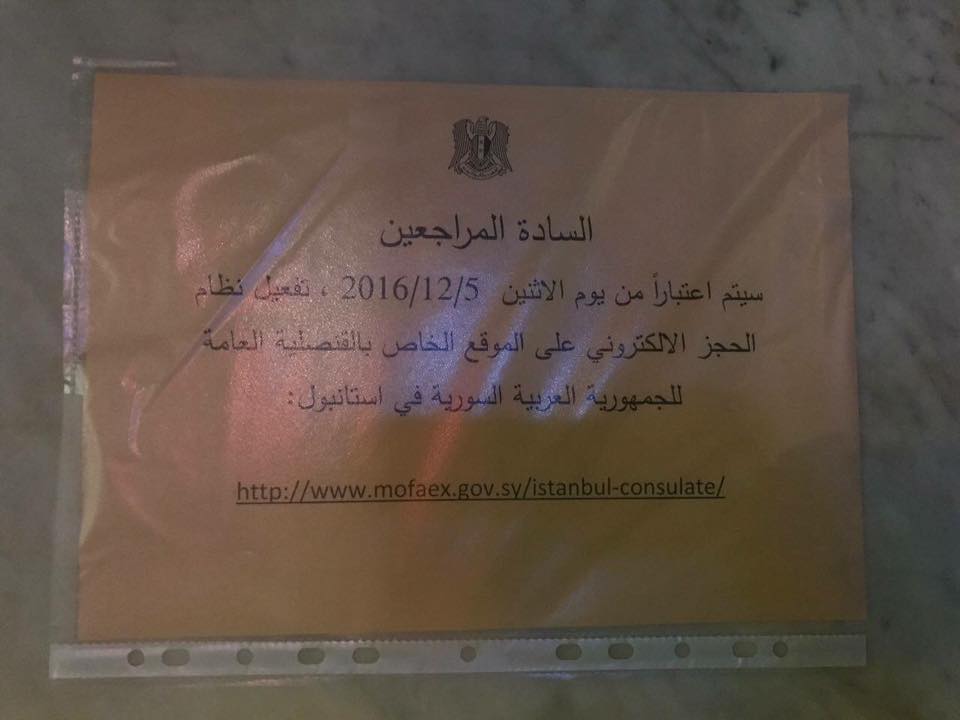 السادة المراجعين
سيتم اعتباراً من يوم الاثنين 2016/12/5 ، تفعيل نظام
الحجز الالكتروني على الموقع الخاص بالقنصلية العامة
للجمهورية العربية السورية في استانبول:
http://www.mofaex.gov.sy/istanbul-consulate/